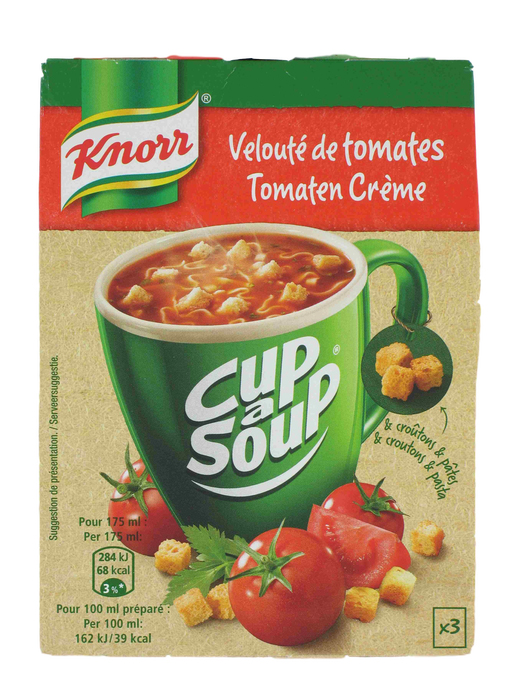 Knorr®
Velouté de tomates
Tomaten Crème
Cup
a
Soup®
& croûtons & pâtes
& croutons & pasta
Suggestion de présentation. / Serveersuggestie.
Pour 175 ml :
Per 175 ml:
284 kJ
68 kcal
3%*
Pour 100 ml préparé :
Per 100 ml:
162 kJ/39 kcal
x3